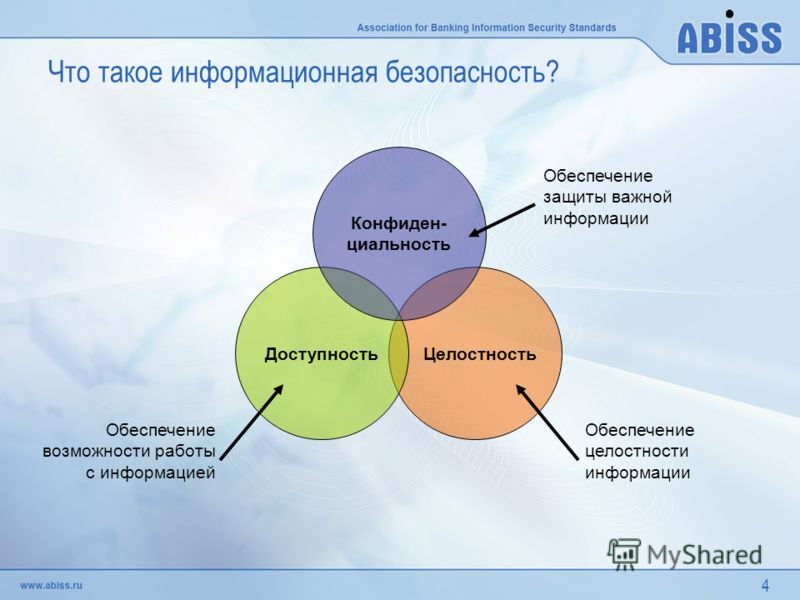 Association for Banking Information Security Standards
ABISS
Что такое информационная безопасность?
Обеспечение
защиты важной
информации
Конфиден-
циальность
Доступность
Целостность
Обеспечение
возможности работы
с информацией
Обеспечение
целостности
информации
MyShared
www.abiss.ru
4